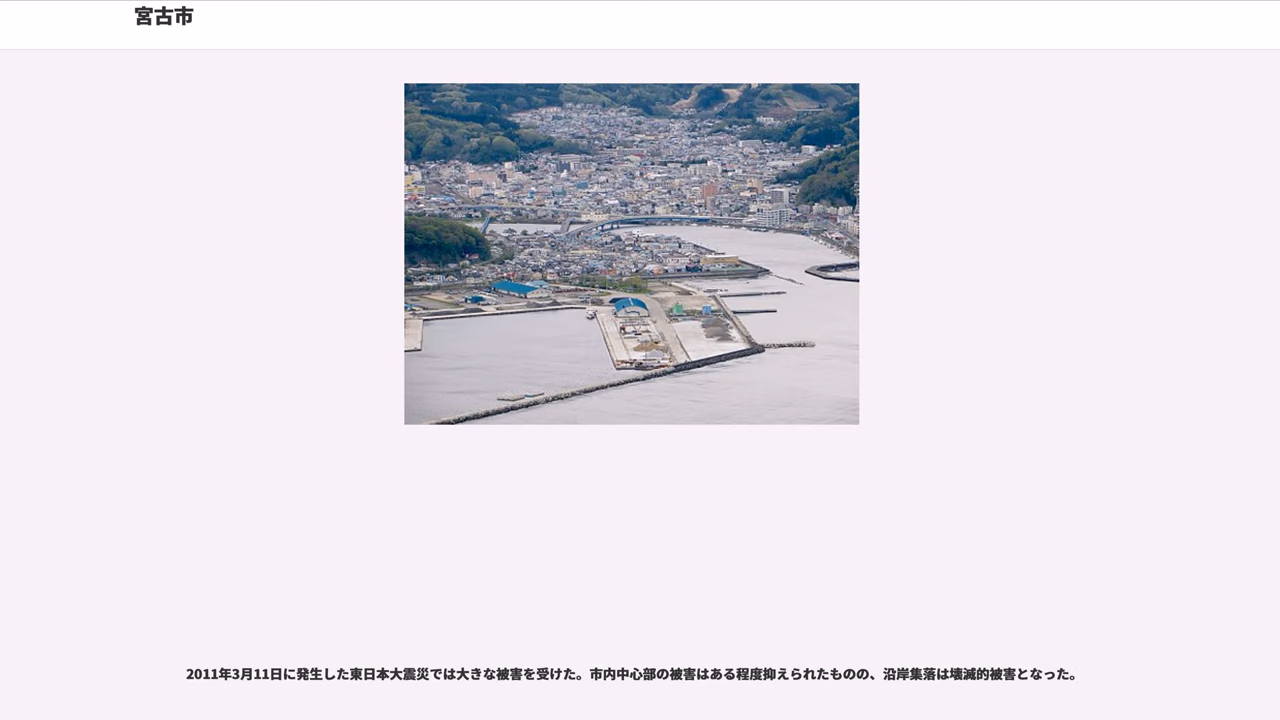 宮古市
2011年3月11日に発生した東日本大震災では大きな被害を受けた。市内中心部の被害はある程度抑えられたものの、沿岸集落は壊滅的被害となった。